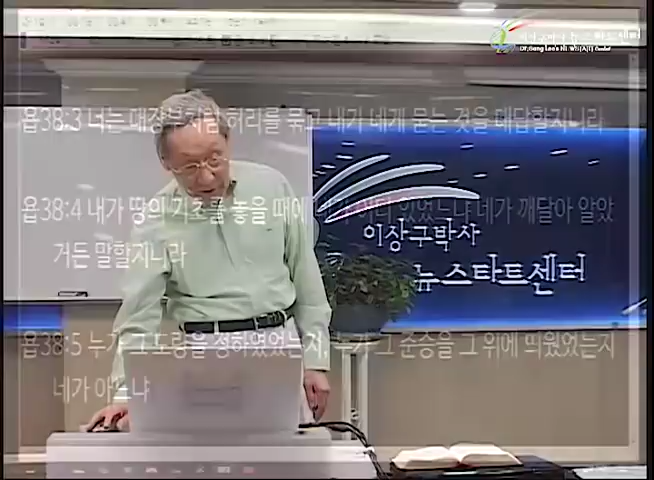 욥38:3 너는 대장부처럼 허리를 묶고 내가 네게 묻는 것을 대답할지니라
욥38:4 내가 땅의 기초를 놓을 때에 네가 어디 있었느냐 네가 깨달아 알았
거든 말할지니라
이상구박사
뉴스타트센터
욥38:5 누가 그 도량을 정하였었는지, 누가 그 준승을 그 위에 띄웠었는지
네가 아느냐